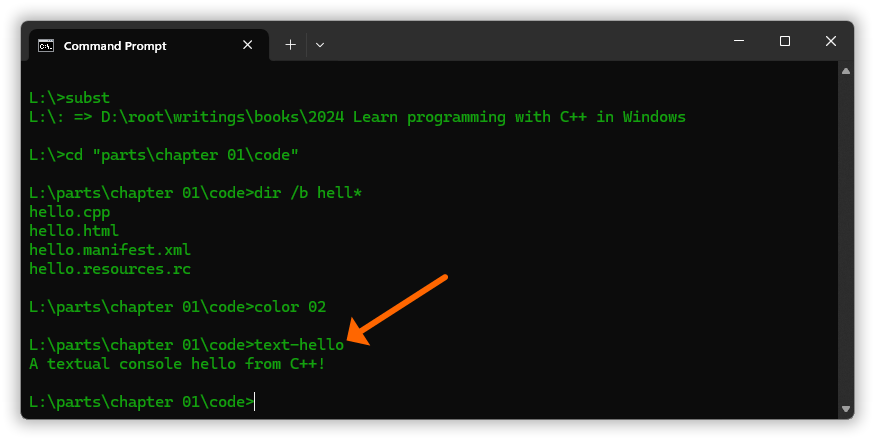 Command Prompt
L:\>subst
L:\: => D:\root\writings\books\2024 Learn programming with C++ in Windows
L:\>cd "parts\chapter 01\code"
L:\parts\chapter 01\code>dir /b hell*
hello.cpp
hello.html
hello.manifest.xml
hello.resources.rc
L:\parts\chapter 01\code>color 02
L:\parts\chapter 01\code>text-hello
A textual console hello from C++!
L:\parts\chapter 01\code>